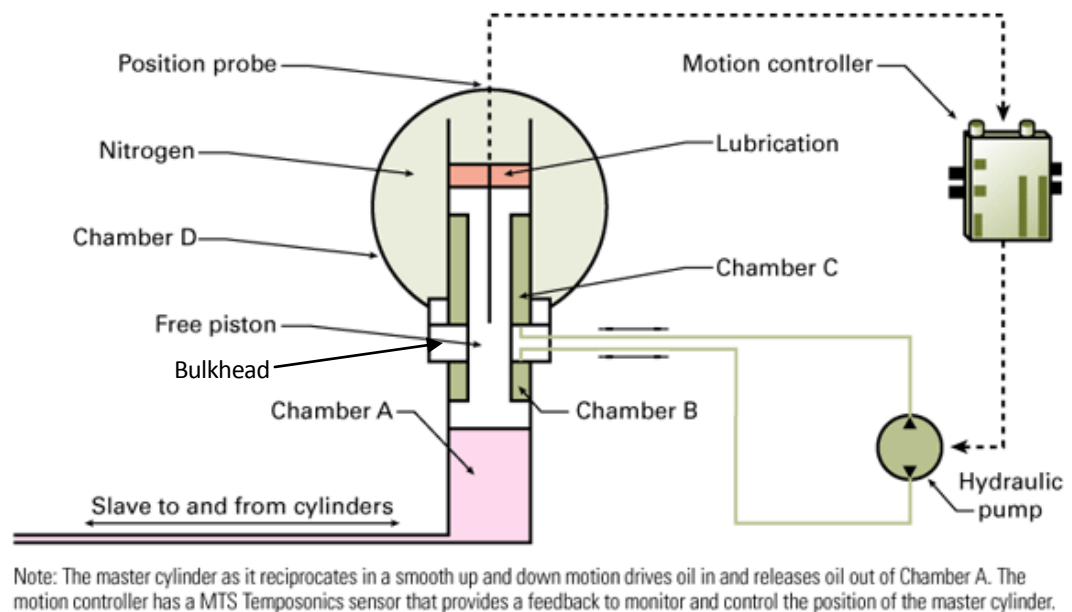 Position probe
Motion controller
Nitrogen
Lubrication
Chamber D
Chamber C
Free piston
Bulkhead
Chamber A
Chamber B
Slave to and from cylinders
Hydraulic
pump
Note: The master cylinder as it reciprocates in a smooth up and down motion drives oil in and releases oil out of Chamber A. The
motion controller has a MTS Temposonics sensor that provides a feedback to monitor and control the position of the master cylinder.